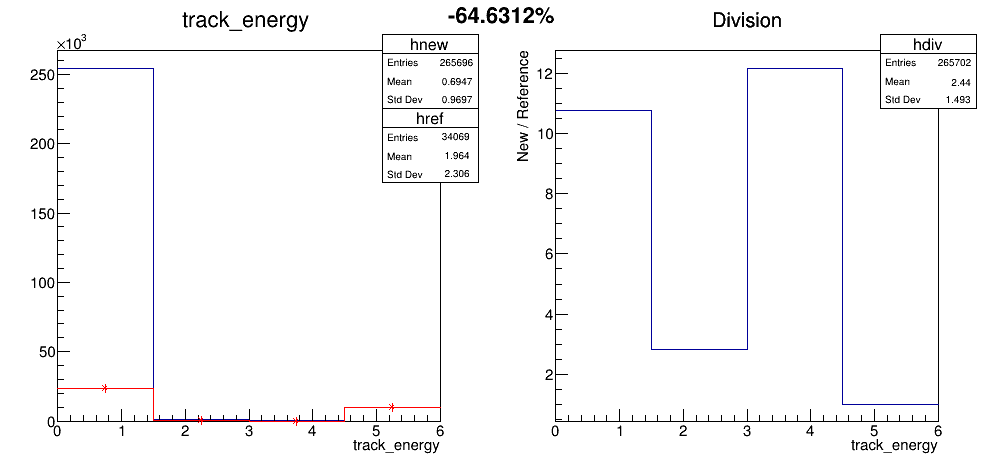 track_energy
-64.6312%
Division
×10³
hnew
Entries 265696
Mean 0.6947
Std Dev 0.9697
href
Entries 34069
Mean 1.964
Std Dev 2.306
250
200
150
100
50
0
0 1 2 3 4 5 6
track_energy
hdiv
Entries 265702
Mean 2.44
Std Dev 1.493
New / Reference
12
10
8
6
4
2
0 1 2 3 4 5 6
track_energy